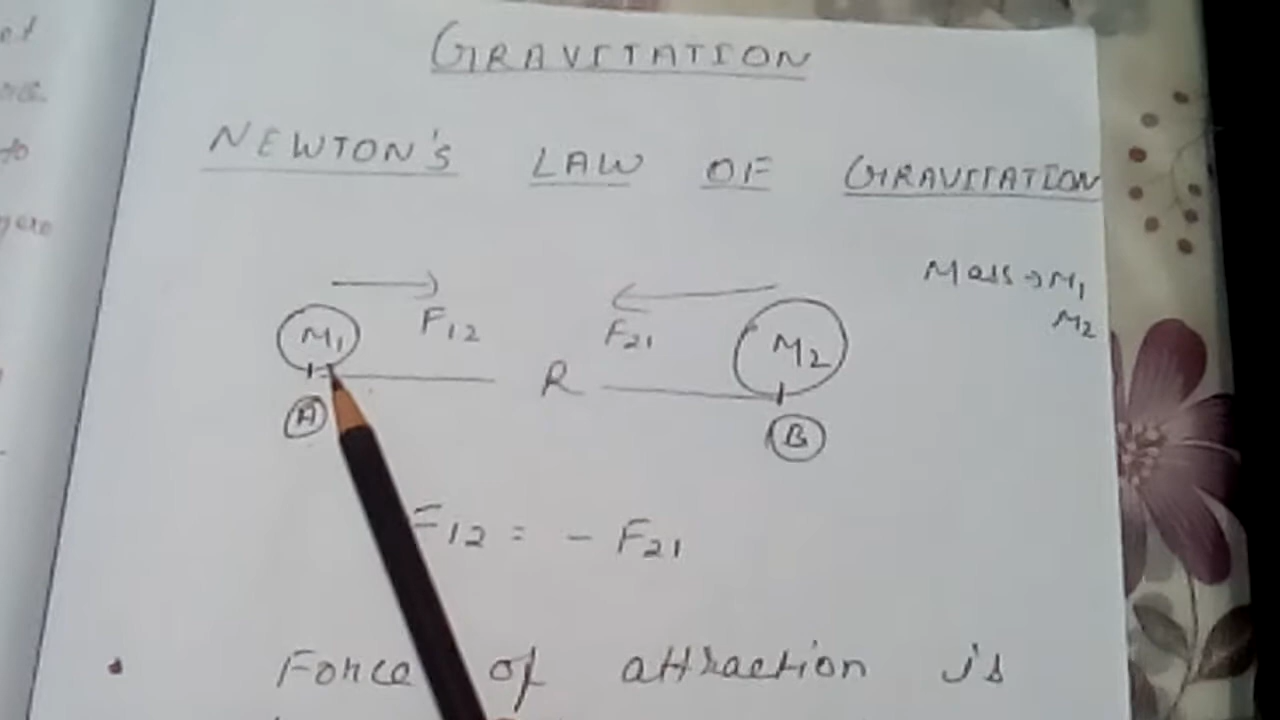 GRAVITATION
NEWTON'S LAW OF GRAVITATION
Mass → M1
M2
F12 F21
M1 M2
R
A B
F12 = - F21
• Force of attraction is